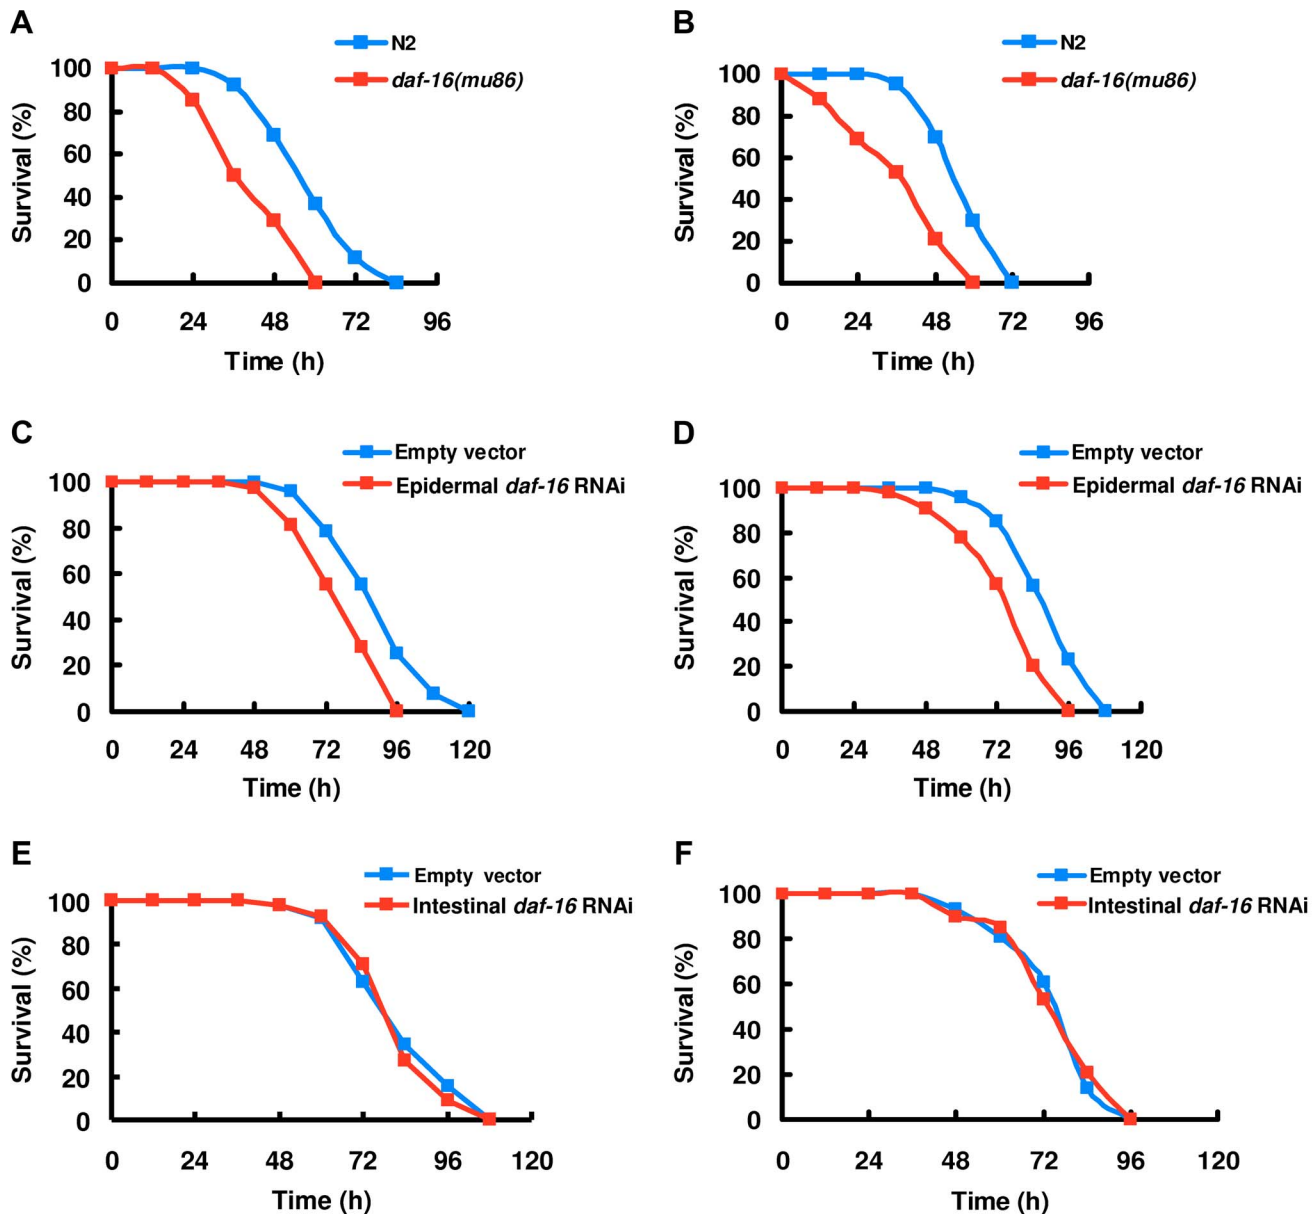 A
N2
daf-16(mu86)
Survival (%)
100
80
60
40
20
0
0 24 48 72 96
Time (h)
B
N2
daf-16(mu86)
Survival (%)
100
80
60
40
20
0
0 24 48 72 96
Time (h)
C
Empty vector
Epidermal daf-16 RNAi
Survival (%)
100
80
60
40
20
0
0 24 48 72 96 120
Time (h)
D
Empty vector
Epidermal daf-16 RNAi
Survival (%)
100
80
60
40
20
0
0 24 48 72 96 120
Time (h)
E
Empty vector
Intestinal daf-16 RNAi
Survival (%)
100
80
60
40
20
0
0 24 48 72 96 120
Time (h)
F
Empty vector
Intestinal daf-16 RNAi
Survival (%)
100
80
60
40
20
0
0 24 48 72 96 120
Time (h)